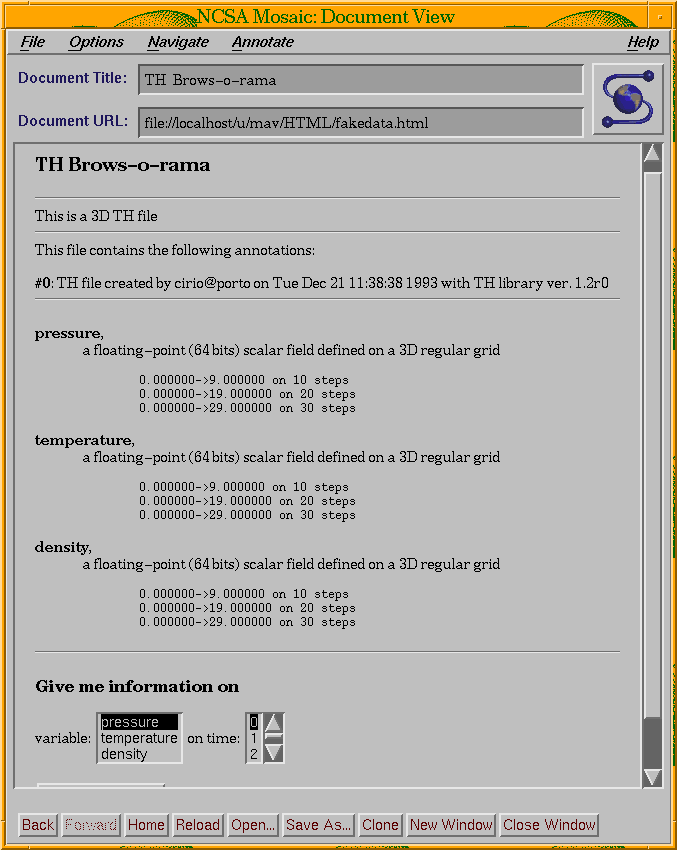 NCSA Mosaic: Document View
File Options Navigate Annotate Help
Document Title: TH Brows-o-rama
Document URL: file://localhost/u/mav/HTML/fakedata.html
TH Brows-o-rama
This is a 3D TH file
This file contains the following annotations:
#0: TH file created by cirio@porto on Tue Dec 21 11:38:38 1993 with TH library ver. 1.2r0
pressure,
a floating-point (64 bits) scalar field defined on a 3D regular grid
0.000000->9.000000 on 10 steps
0.000000->19.000000 on 20 steps
0.000000->29.000000 on 30 steps
temperature,
a floating-point (64 bits) scalar field defined on a 3D regular grid
0.000000->9.000000 on 10 steps
0.000000->19.000000 on 20 steps
0.000000->29.000000 on 30 steps
density,
a floating-point (64 bits) scalar field defined on a 3D regular grid
0.000000->9.000000 on 10 steps
0.000000->19.000000 on 20 steps
0.000000->29.000000 on 30 steps
Give me information on
pressure 0
variable: temperature on time: 1
density 2
Back Forward Home Reload Open... Save As... Clone New Window Close Window